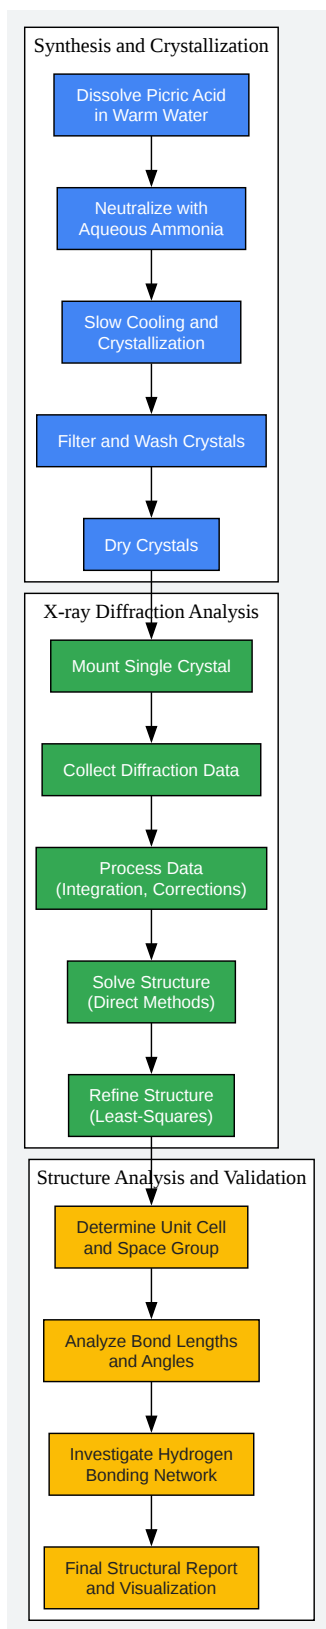 Synthesis and Crystallization
Dissolve Picric Acid
in Warm Water
Neutralize with
Aqueous Ammonia
Slow Cooling and
Crystallization
Filter and Wash Crystals
Dry Crystals
X-ray Diffraction Analysis
Mount Single Crystal
Collect Diffraction Data
Process Data
(Integration, Corrections)
Solve Structure
(Direct Methods)
Refine Structure
(Least-Squares)
Structure Analysis and Validation
Determine Unit Cell
and Space Group
Analyze Bond Lengths
and Angles
Investigate Hydrogen
Bonding Network
Final Structural Report
and Visualization